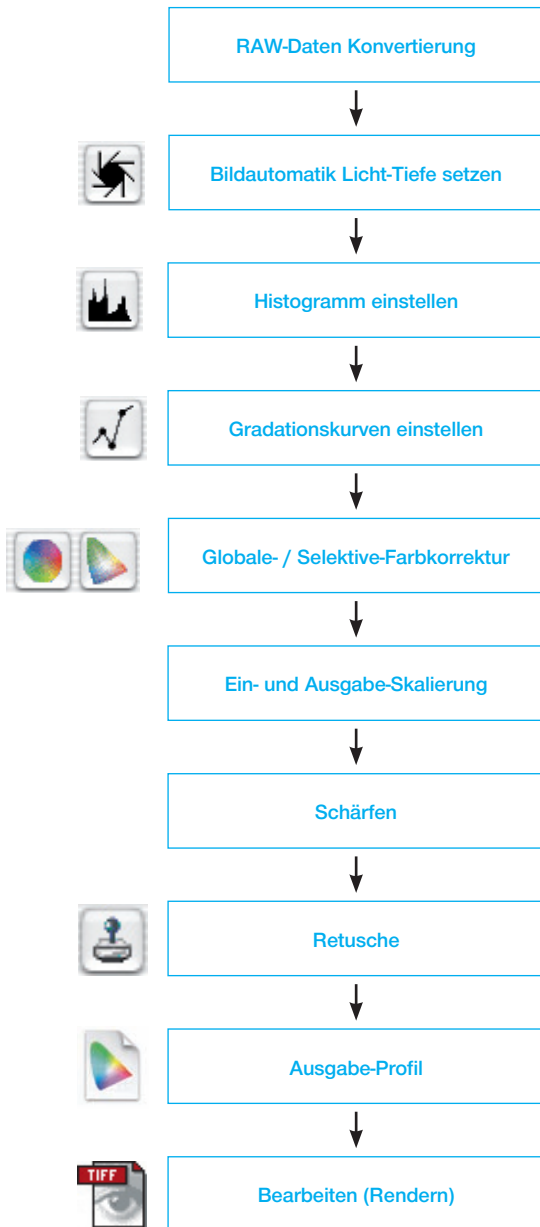 RAW-Daten Konvertierung
Bildautomatik Licht-Tiefe setzen
Histogramm einstellen
Gradationskurven einstellen
Globale- / Selektive-Farbkorrektur
Ein- und Ausgabe-Skalierung
Schärfen
Retusche
Ausgabe-Profil
TIFF
Bearbeiten (Rendern)